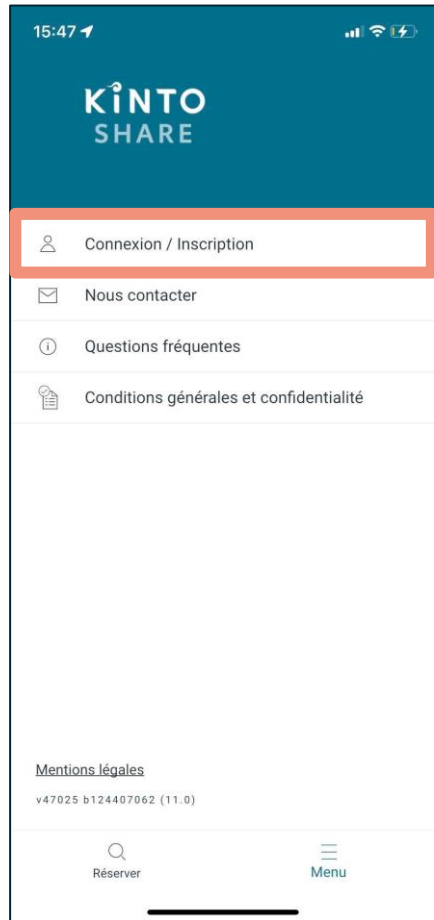 15:47
KINTO
SHARE
Connexion / Inscription
Nous contacter
Questions fréquentes
Conditions générales et confidentialité
Mentions légales
v47025 b124407062 (11.0)
Réserver
Menu